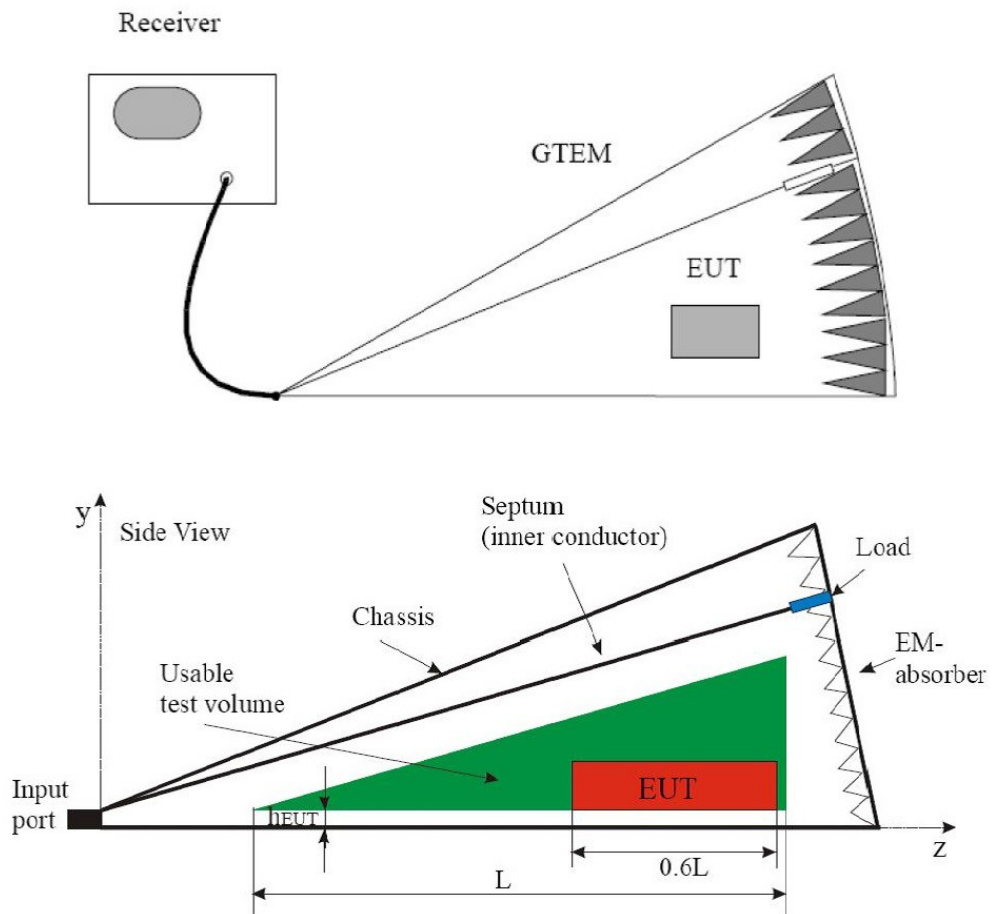 Receiver
GTEM
EUT
y
Side View
Septum
(inner conductor)
Load
Chassis
EM-
absorber
Usable
test volume
Input
port
EUT
hEUT
z
0.6L
L